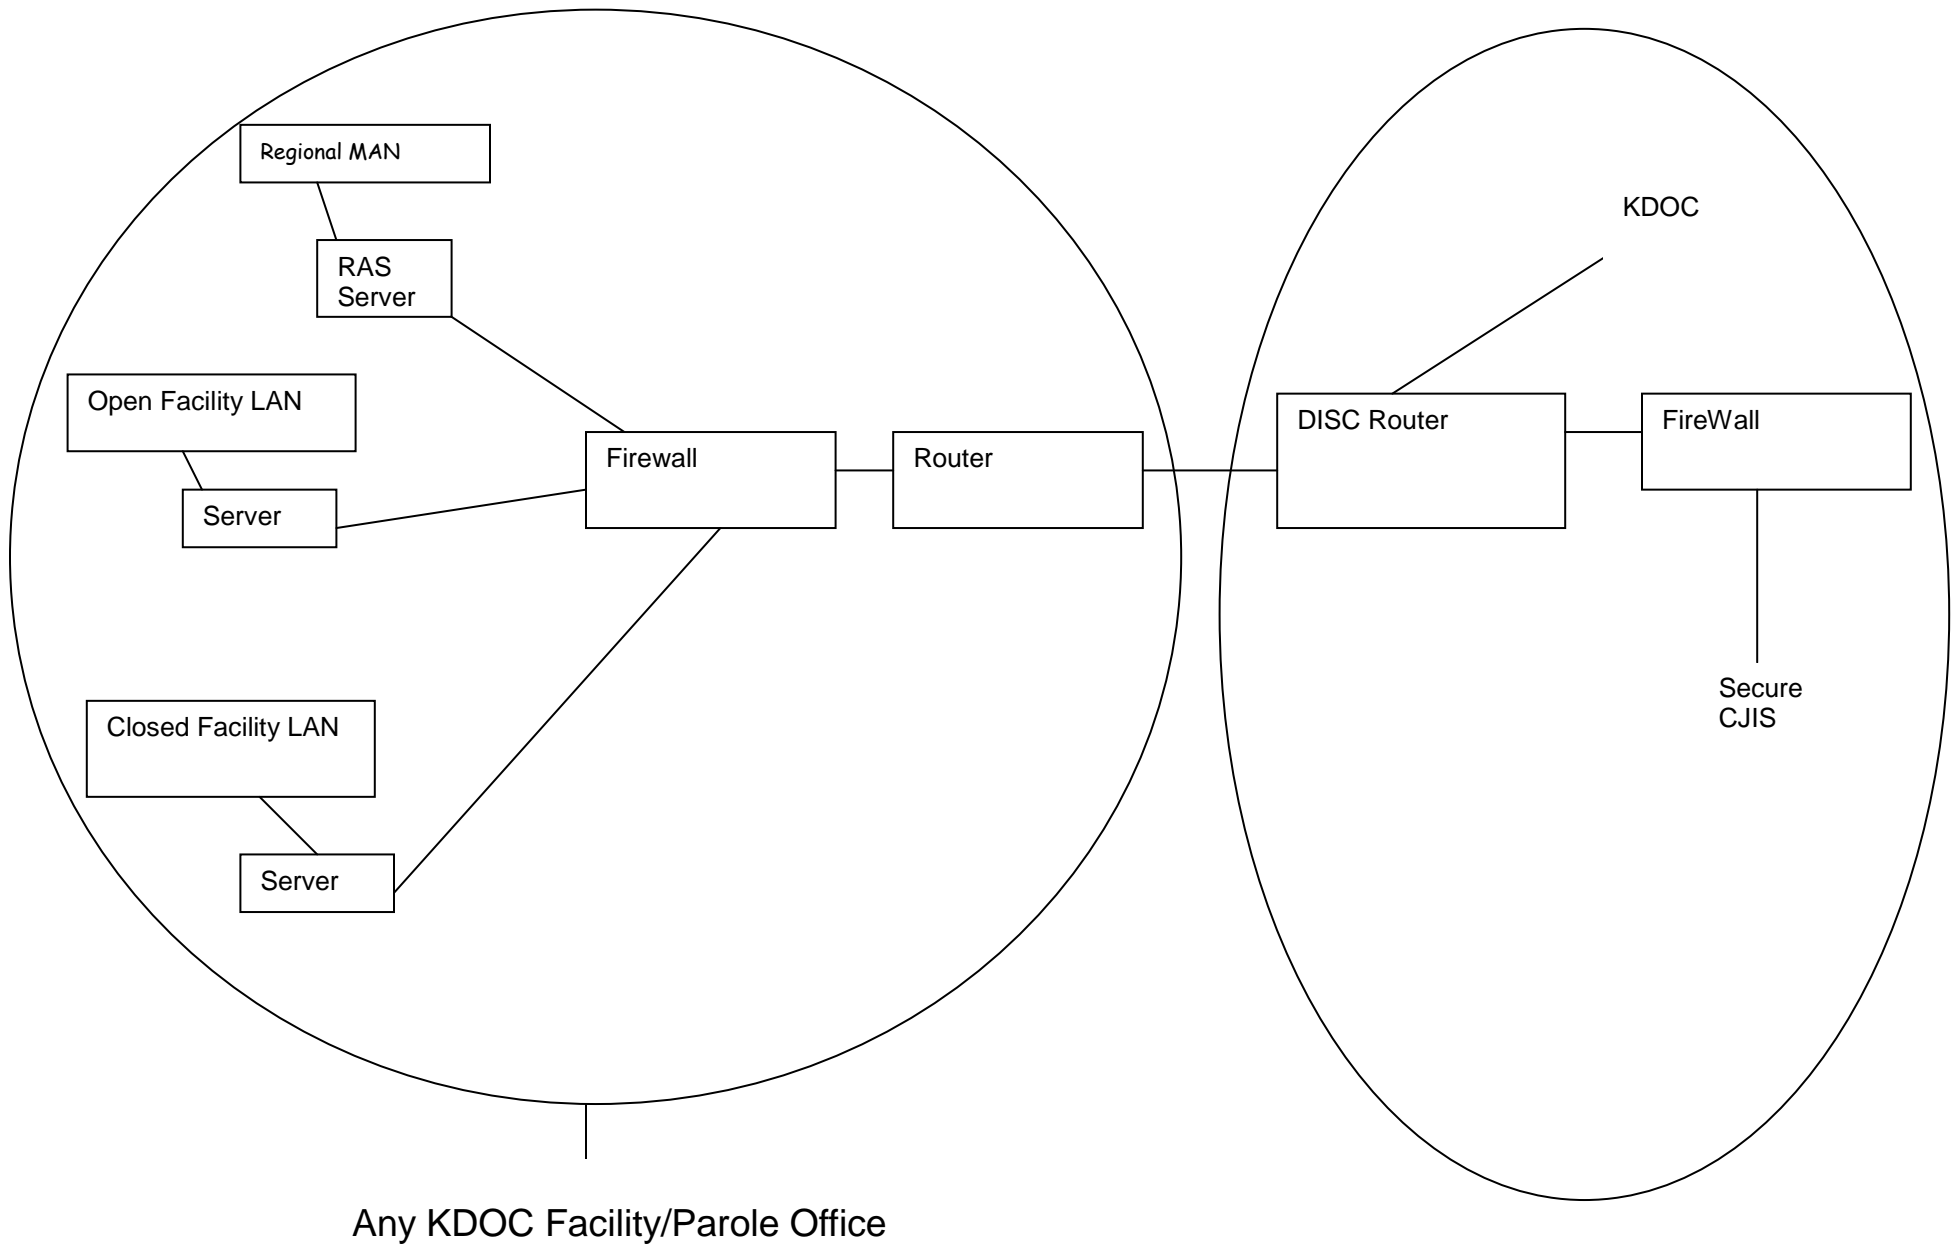 Regional MAN
KDOC
RAS
Server
Open Facility LAN
DISC Router
FireWall
Firewall
Router
Server
Secure
CJIS
Closed Facility LAN
Server
Any KDOC Facility/Parole Office